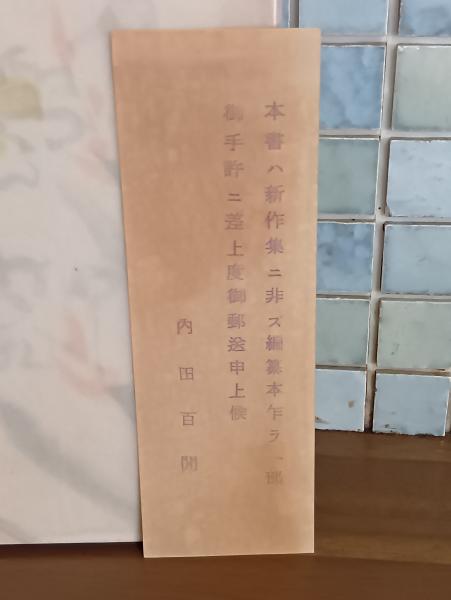 本書ハ新作集ニ非ズ編纂本乍ラ一部
御手許ニ差上度御郵送申上候
内田百閒